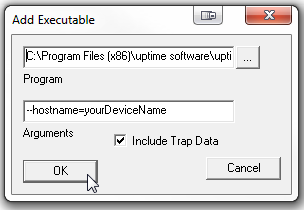 Add Executable
C:\Program Files (x86)\uptime software\upti
...
Program
--hostname=yourDeviceName
Arguments
Include Trap Data
OK
Cancel